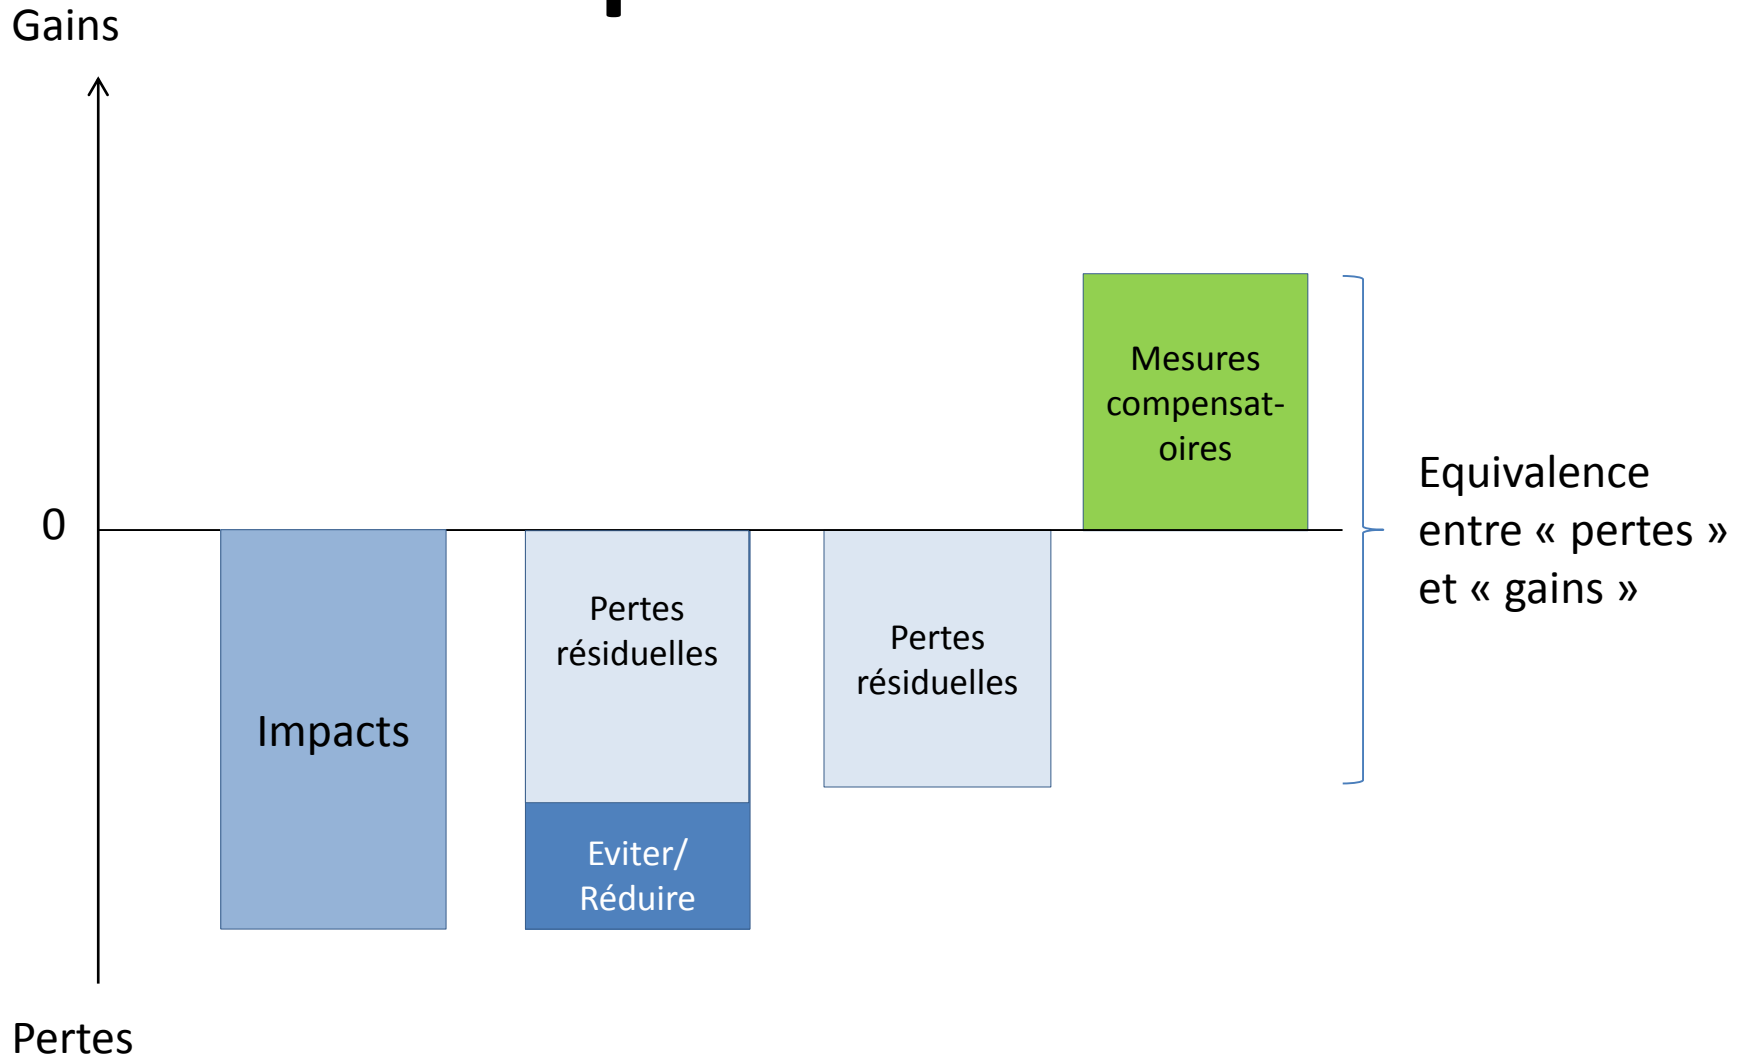 Gains
Mesures
compensat-
oires
0
Equivalence
entre « pertes »
et « gains »
Pertes
résiduelles
Pertes
résiduelles
Impacts
Eviter/
Réduire
Pertes